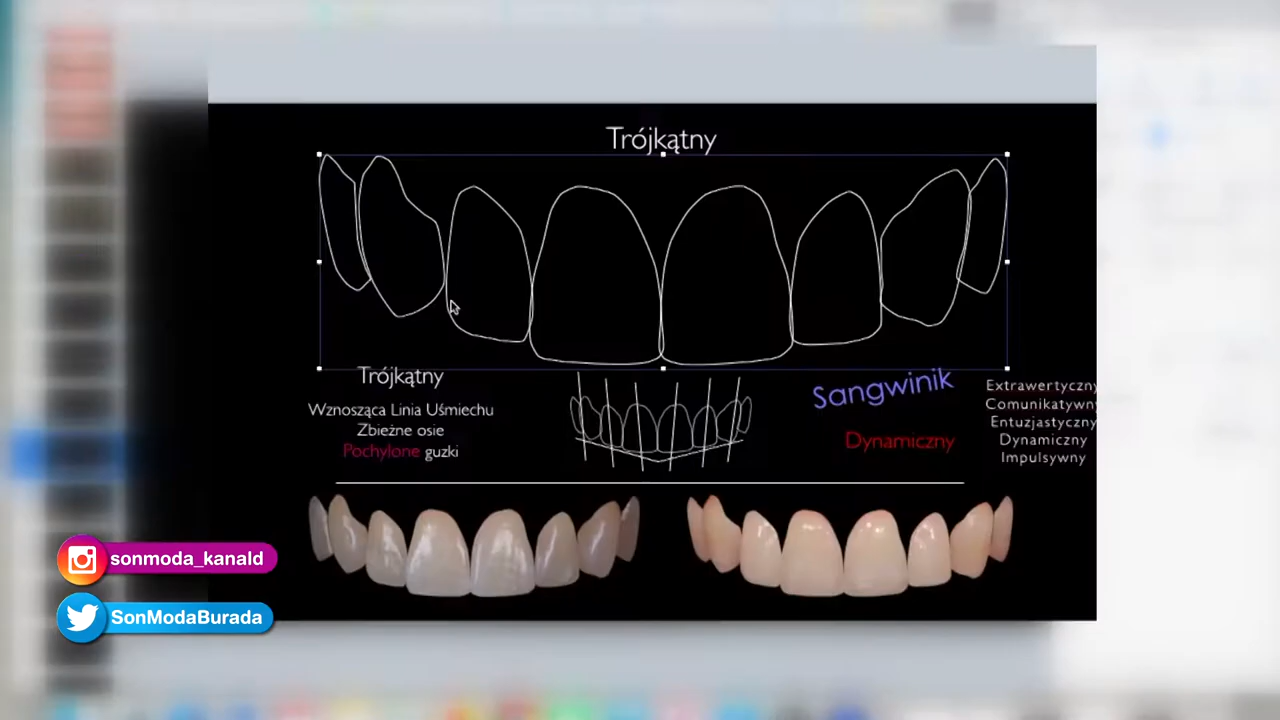 Trójkątny
Trójkątny
Wznosząca Linia Uśmiechu
Zbieżne osie
Pochylone guzki
Sangwinik
Dynamiczny
Extrawertyczny
Comunikatywny
Entuzjastyczny
Dynamiczny
Impulsywny
sonmoda_kanald
SonModaBurada